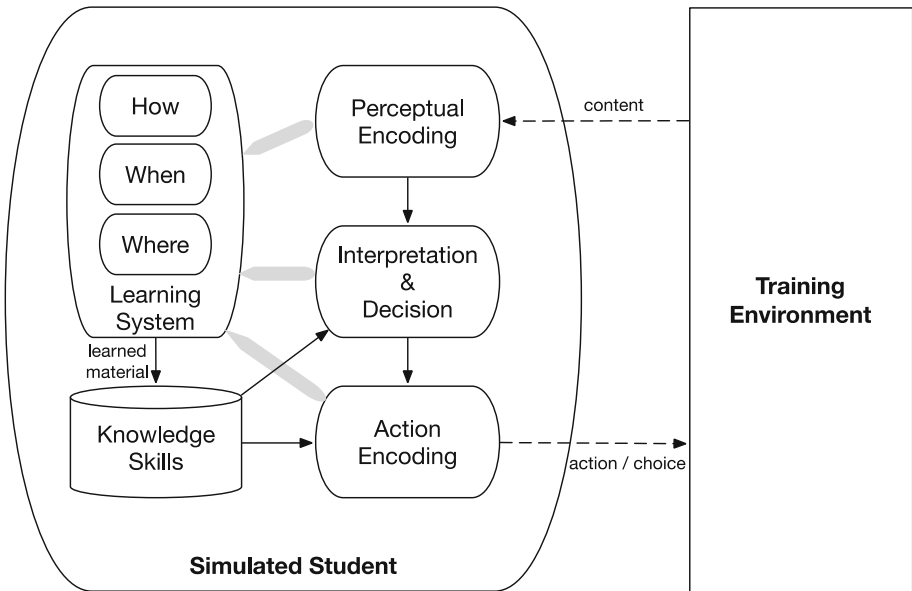 How
When
Where
Learning
System
learned
material
Knowledge
Skills
Perceptual
Encoding
Interpretation
&
Decision
Action
Encoding
Simulated Student
content
action / choice
Training
Environment